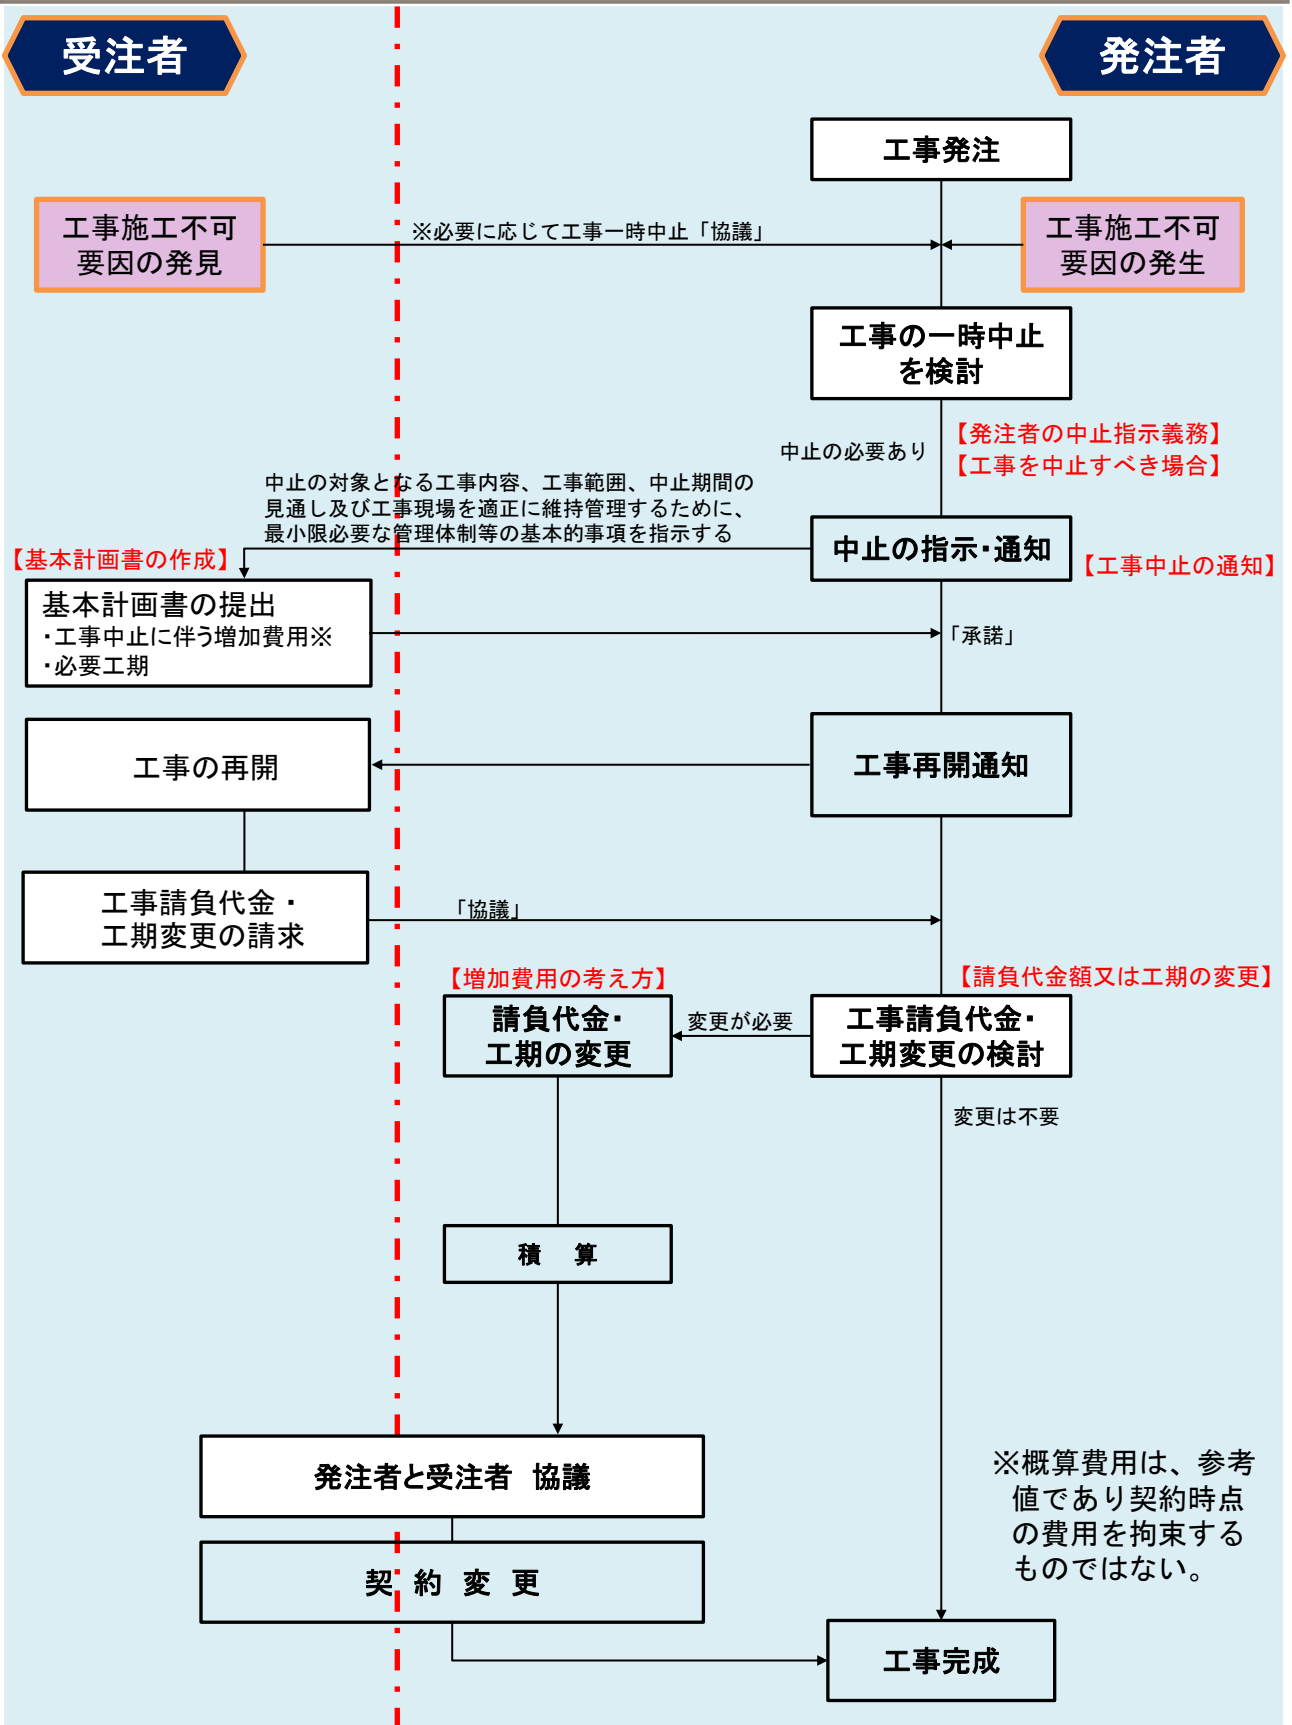 受注者
発注者
工事発注
工事施工不可
要因の発見
※必要に応じて工事一時中止「協議」
工事施工不可
要因の発生
工事の一時中止
を検討
中止の必要あり
【発注者の中止指示義務】
【工事を中止すべき場合】
中止の対象となる工事内容、工事範囲、中止期間の
見通し及び工事現場を適正に維持管理するために、
最小限必要な管理体制等の基本的事項を指示する
中止の指示・通知
【工事中止の通知】
【基本計画書の作成】
基本計画書の提出
・工事中止に伴う増加費用※
・必要工期
「承諾」
工事の再開
工事再開通知
工事請負代金・
工期変更の請求
「協議」
【増加費用の考え方】
【請負代金額又は工期の変更】
請負代金・
工期の変更
変更が必要
工事請負代金・
工期変更の検討
変更は不要
積 算
発注者と受注者 協議
※概算費用は、参考
値であり契約時点
の費用を拘束する
ものではない。
契約変更
工事完成